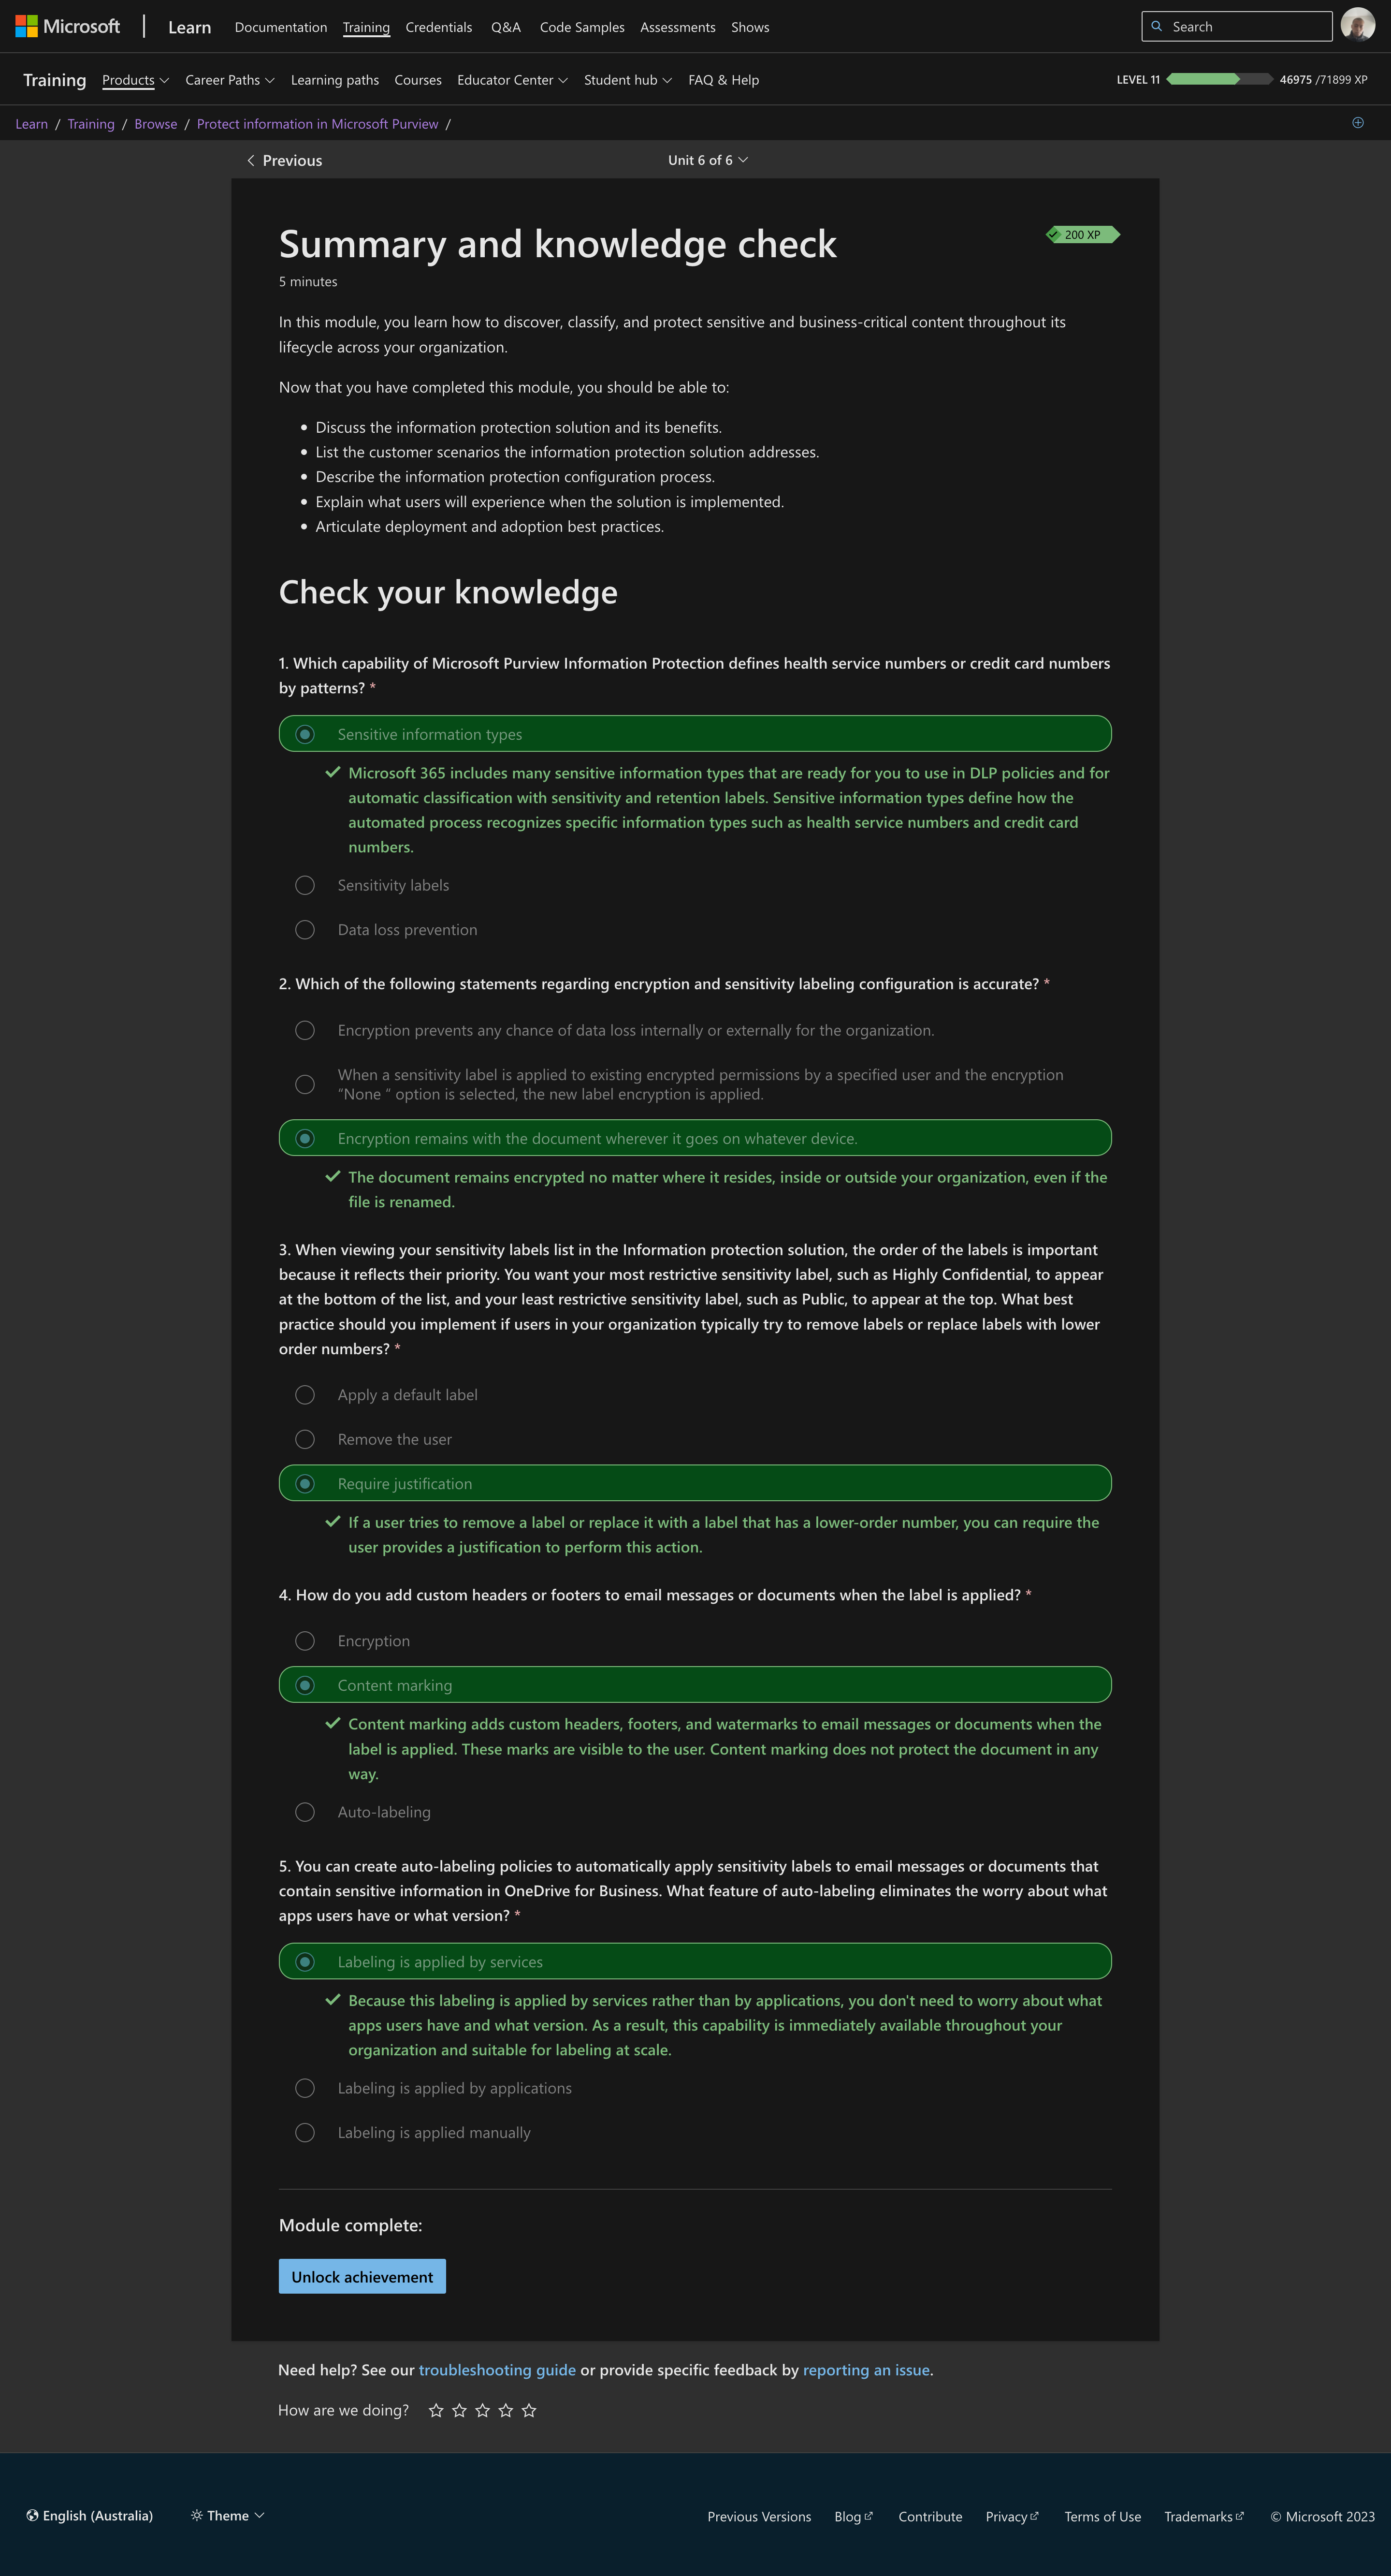 Microsoft | Learn Documentation Training Credentials Q&A Code Samples Assessments Shows Search
Training Products Career Paths Learning paths Courses Educator Center Student hub FAQ & Help LEVEL 11 46975 /71899 XP
Learn / Training / Browse / Protect information in Microsoft Purview /
Previous Unit 6 of 6
Summary and knowledge check
200 XP
5 minutes
In this module, you learn how to discover, classify, and protect sensitive and business-critical content throughout its
lifecycle across your organization.
Now that you have completed this module, you should be able to:
• Discuss the information protection solution and its benefits.
• List the customer scenarios the information protection solution addresses.
• Describe the information protection configuration process.
• Explain what users will experience when the solution is implemented.
• Articulate deployment and adoption best practices.
Check your knowledge
1. Which capability of Microsoft Purview Information Protection defines health service numbers or credit card numbers
by patterns? *
Sensitive information types
Microsoft 365 includes many sensitive information types that are ready for you to use in DLP policies and for
automatic classification with sensitivity and retention labels. Sensitive information types define how the
automated process recognizes specific information types such as health service numbers and credit card
numbers.
Sensitivity labels
Data loss prevention
2. Which of the following statements regarding encryption and sensitivity labeling configuration is accurate? *
Encryption prevents any chance of data loss internally or externally for the organization.
When a sensitivity label is applied to existing encrypted permissions by a specified user and the encryption
“None “ option is selected, the new label encryption is applied.
Encryption remains with the document wherever it goes on whatever device.
The document remains encrypted no matter where it resides, inside or outside your organization, even if the
file is renamed.
3. When viewing your sensitivity labels list in the Information protection solution, the order of the labels is important
because it reflects their priority. You want your most restrictive sensitivity label, such as Highly Confidential, to appear
at the bottom of the list, and your least restrictive sensitivity label, such as Public, to appear at the top. What best
practice should you implement if users in your organization typically try to remove labels or replace labels with lower
order numbers? *
Apply a default label
Remove the user
Require justification
If a user tries to remove a label or replace it with a label that has a lower-order number, you can require the
user provides a justification to perform this action.
4. How do you add custom headers or footers to email messages or documents when the label is applied? *
Encryption
Content marking
Content marking adds custom headers, footers, and watermarks to email messages or documents when the
label is applied. These marks are visible to the user. Content marking does not protect the document in any
way.
Auto-labeling
5. You can create auto-labeling policies to automatically apply sensitivity labels to email messages or documents that
contain sensitive information in OneDrive for Business. What feature of auto-labeling eliminates the worry about what
apps users have or what version? *
Labeling is applied by services
Because this labeling is applied by services rather than by applications, you don't need to worry about what
apps users have and what version. As a result, this capability is immediately available throughout your
organization and suitable for labeling at scale.
Labeling is applied by applications
Labeling is applied manually
Module complete:
Unlock achievement
Need help? See our troubleshooting guide or provide specific feedback by reporting an issue.
How are we doing?
English (Australia) Theme Previous Versions Blog Contribute Privacy Terms of Use Trademarks © Microsoft 2023